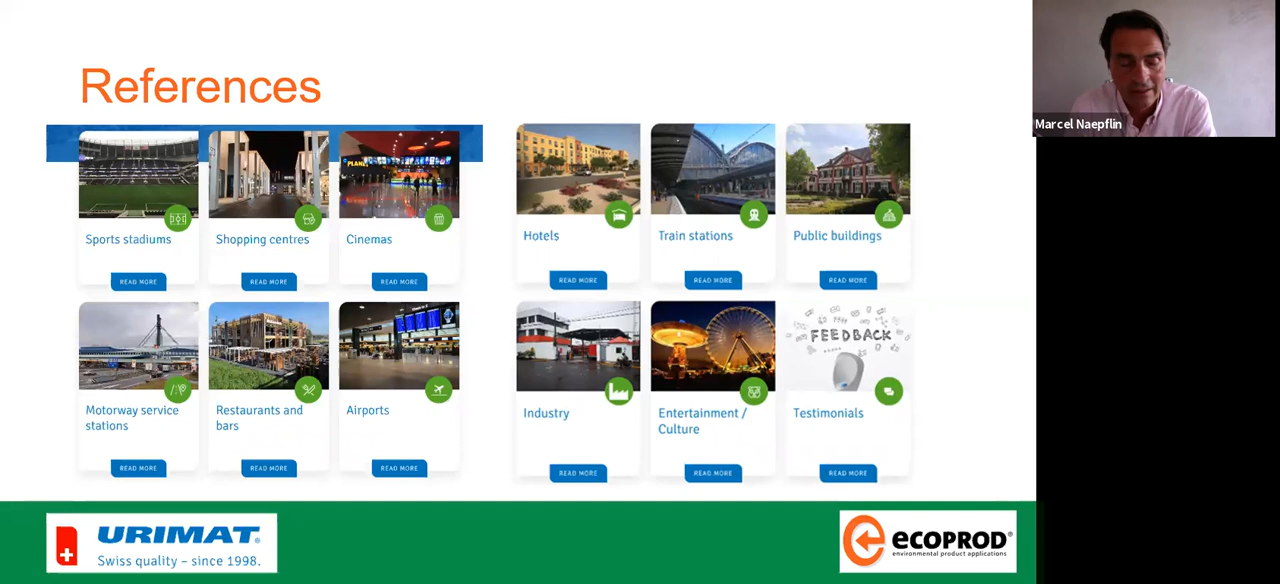 References
Marcel Naepflin
PLANE
Sports stadiums
Shopping centres
Cinemas
READ MORE
READ MORE
READ MORE
Hotels
Train stations
Public buildings
READ MORE
READ MORE
READ MORE
Motorway service
stations
Restaurants and
bars
Airports
READ MORE
READ MORE
READ MORE
FEEDBACK
Industry
Entertainment /
Culture
Testimonials
READ MORE
READ MORE
READ MORE
URIMAT®
Swiss quality – since 1998.
ECOPROD®
environmental product applications